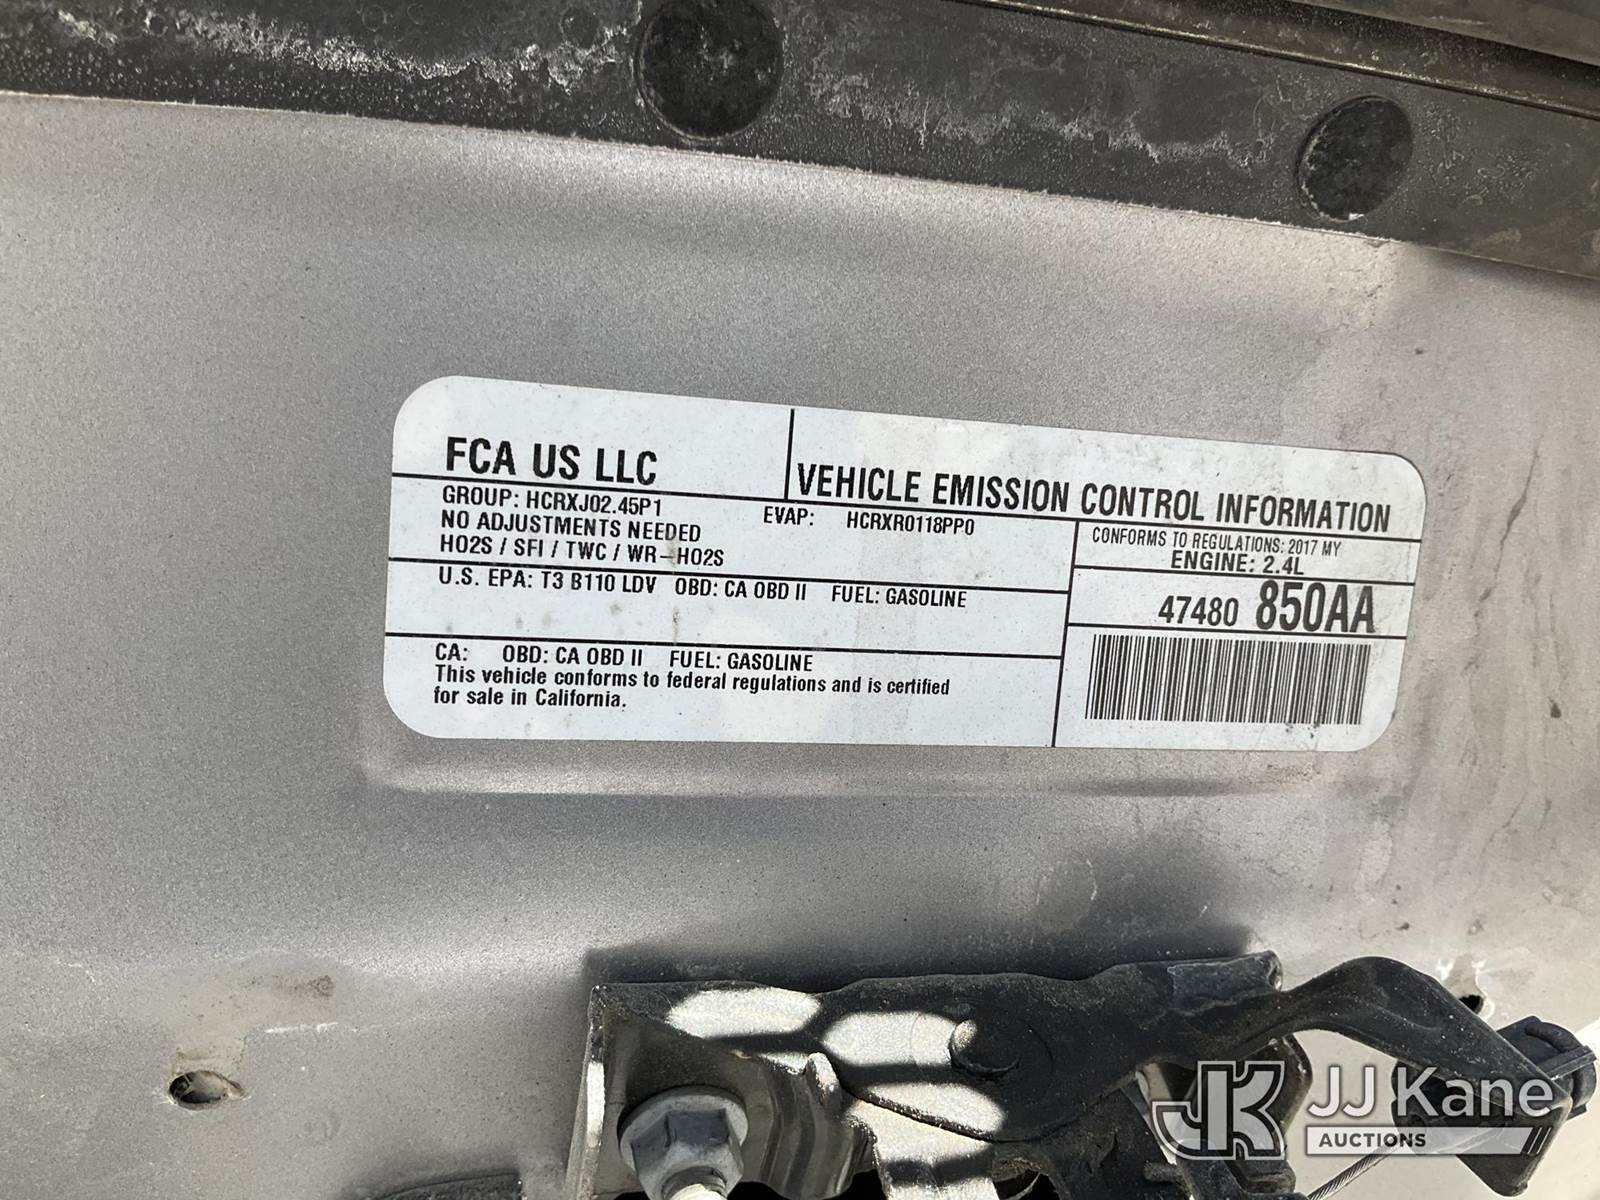 FCA US LLC
VEHICLE EMISSION CONTROL INFORMATION
GROUP: HCRXJ02.45P1
EVAP: HCRXR0118PP0
NO ADJUSTMENTS NEEDED
HO2S / SFI / TWC / WR-HO2S
CONFORMS TO REGULATIONS: 2017 MY
ENGINE: 2.4L
U.S. EPA: T3 B110 LDV OBD: CA OBD II FUEL: GASOLINE
47480 850AA
CA: OBD: CA OBD II FUEL: GASOLINE
This vehicle conforms to federal regulations and is certified
for sale in California.
JK JJ Kane
AUCTIONS